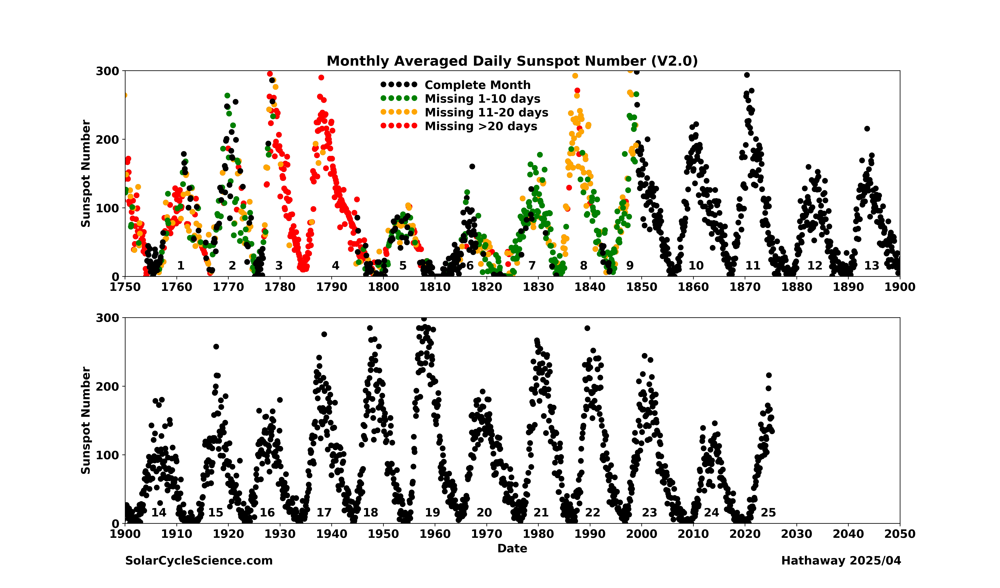 Monthly Averaged Daily Sunspot Number (V2.0)
300
200
100
0
Sunspot Number
Complete Month
Missing 1-10 days
Missing 11-20 days
Missing >20 days
1 2 3 4 5 6 7 8 9 10 11 12 13
1750 1760 1770 1780 1790 1800 1810 1820 1830 1840 1850 1860 1870 1880 1890 1900
300
200
100
0
Sunspot Number
14 15 16 17 18 19 20 21 22 23 24 25
1900 1910 1920 1930 1940 1950 1960 1970 1980 1990 2000 2010 2020 2030 2040 2050
Date
SolarCycleScience.com
Hathaway 2025/04